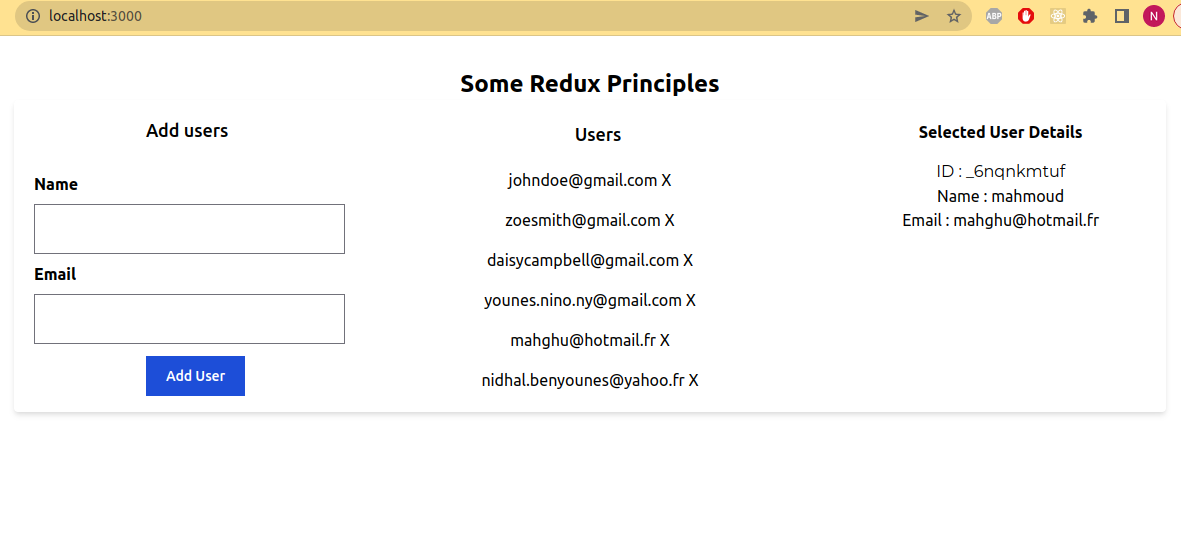 localhost:3000
ABP
N
Some Redux Principles
Add users
Name
Email
Add User
Users
johndoe@gmail.com X
zoesmith@gmail.com X
daisycampbell@gmail.com X
younes.nino.ny@gmail.com X
mahghu@hotmail.fr X
nidhal.benyounes@yahoo.fr X
Selected User Details
ID : _6nqnkmtuf
Name : mahmoud
Email : mahghu@hotmail.fr